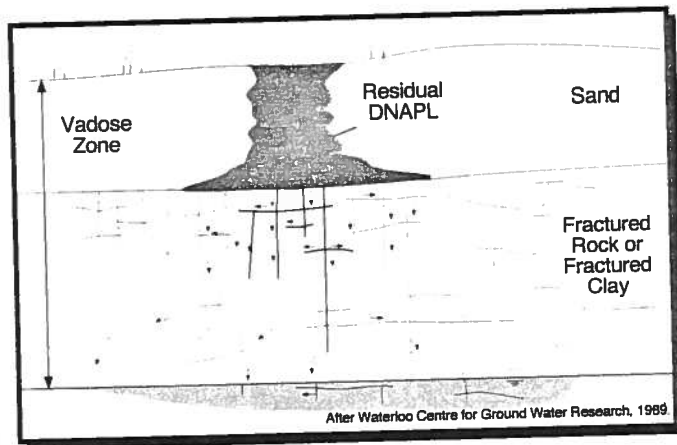 Residual
DNAPL
Sand
Vadose
Zone
Fractured
Rock or
Fractured
Clay
After Waterloo Centre for Ground Water Research, 1989.